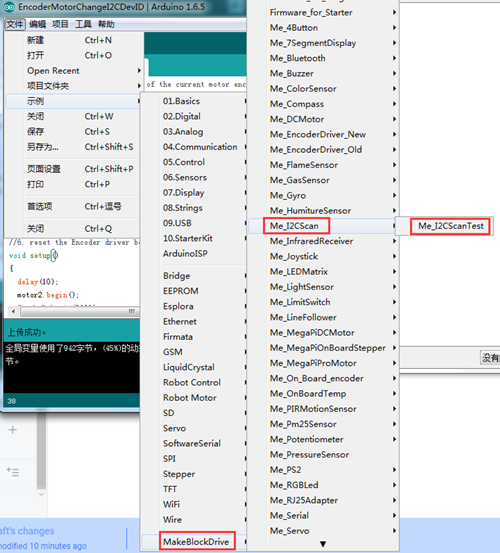 EncoderMotorChangeI2CDevID | Arduino 1.6.5
文件 编辑 项目 工具 帮助
新建 Ctrl+N
打开 Ctrl+O
Open Recent
项目文件夹
示例
关闭 Ctrl+W
保存 Ctrl+S
另存为... Ctrl+Shift+S
页面设置 Ctrl+Shift+P
打印 Ctrl+P
首选项 Ctrl+逗号
关闭 Ctrl+Q
of the current motor enc
//6. reset the Encoder driver bo
void setup()
{
delay(10);
motor2.begin();
上传成功。
全局变量使用了942字节，(45%)的动
节。
38
01.Basics
02.Digital
03.Analog
04.Communication
05.Control
06.Sensors
07.Display
08.Strings
09.USB
10.StarterKit
ArduinoISP
Bridge
EEPROM
Esplora
Ethernet
Firmata
GSM
LiquidCrystal
Robot Control
Robot Motor
SD
Servo
SoftwareSerial
SPI
Stepper
TFT
WiFi
Wire
MakeBlockDrive
Firmware_for_Starter
Me_4Button
Me_7SegmentDisplay
Me_Bluetooth
Me_Buzzer
Me_ColorSensor
Me_Compass
Me_DCMotor
Me_EncoderDriver_New
Me_EncoderDriver_Old
Me_FlameSensor
Me_GasSensor
Me_Gyro
Me_HumitureSensor
Me_I2CScan
Me_InfraredReceiver
Me_Joystick
Me_LEDMatrix
Me_LightSensor
Me_LimitSwitch
Me_LineFollower
Me_MegaPiDCMotor
Me_MegaPiOnBoardStepper
Me_MegaPiProMotor
Me_On_Board_encoder
Me_OnBoardTemp
Me_PIRMotionSensor
Me_Pm25Sensor
Me_Potentiometer
Me_PressureSensor
Me_PS2
Me_RGBLed
Me_RJ25Adapter
Me_Serial
Me_Servo
Me_I2CScanTest
没有
aft's changes
modified 10 minutes ago